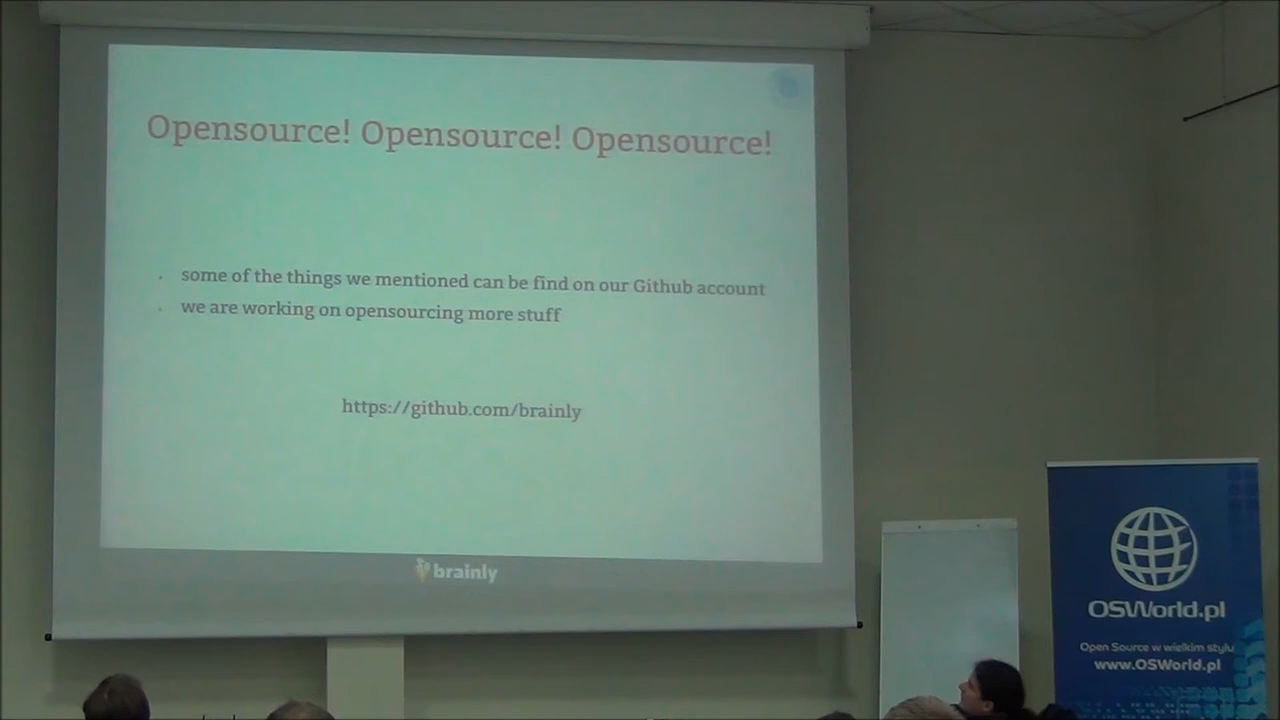 Opensource! Opensource! Opensource!
some of the things we mentioned can be find on our Github account
we are working on opensourcing more stuff
https://github.com/brainly
brainly
OSWorld.pl
Open Source w wielkim stylu
www.OSWorld.pl